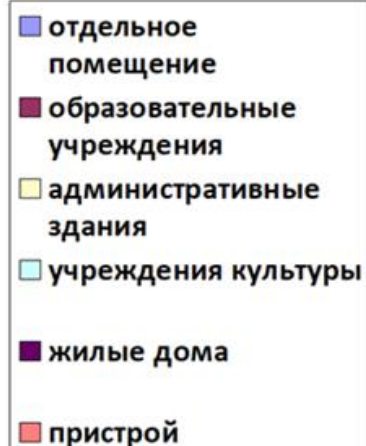 отдельное
помещение
образовательные
учреждения
административные
здания
учреждения культуры
жилые дома
пристрой